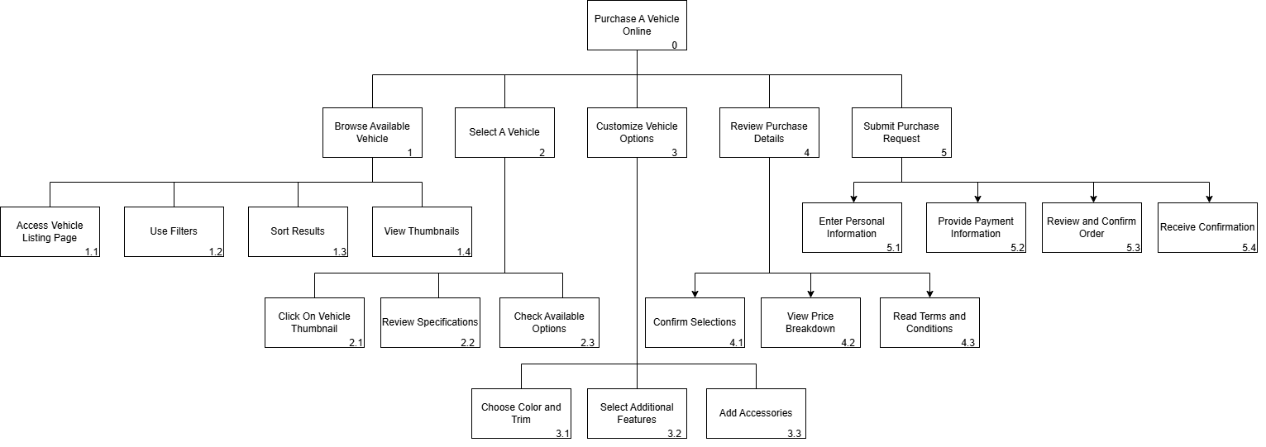 Purchase A Vehicle
Online
0
Browse Available
Vehicle
1
Select A Vehicle
2
Customize Vehicle
Options
3
Review Purchase
Details
4
Submit Purchase
Request
5
Access Vehicle
Listing Page
1.1
Use Filters
1.2
Sort Results
1.3
View Thumbnails
1.4
Enter Personal
Information
5.1
Provide Payment
Information
5.2
Review and Confirm
Order
5.3
Receive Confirmation
5.4
Click On Vehicle
Thumbnail
2.1
Review Specifications
2.2
Check Available
Options
2.3
Confirm Selections
4.1
View Price
Breakdown
4.2
Read Terms and
Conditions
4.3
Choose Color and
Trim
3.1
Select Additional
Features
3.2
Add Accessories
3.3